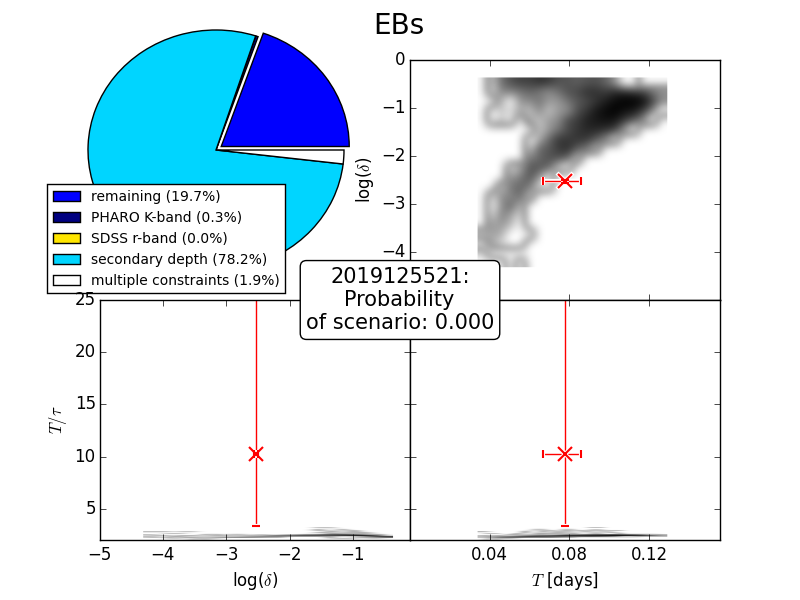 EBs
remaining (19.7%)
PHARO K-band (0.3%)
SDSS r-band (0.0%)
secondary depth (78.2%)
multiple constraints (1.9%)
0
−1
−2
−3
−4
log(δ)
2019125521:
Probability
of scenario: 0.000
25
20
15
10
5
T/τ
−5
−4
−3
−2
−1
log(δ)
0.04
0.08
0.12
T [days]